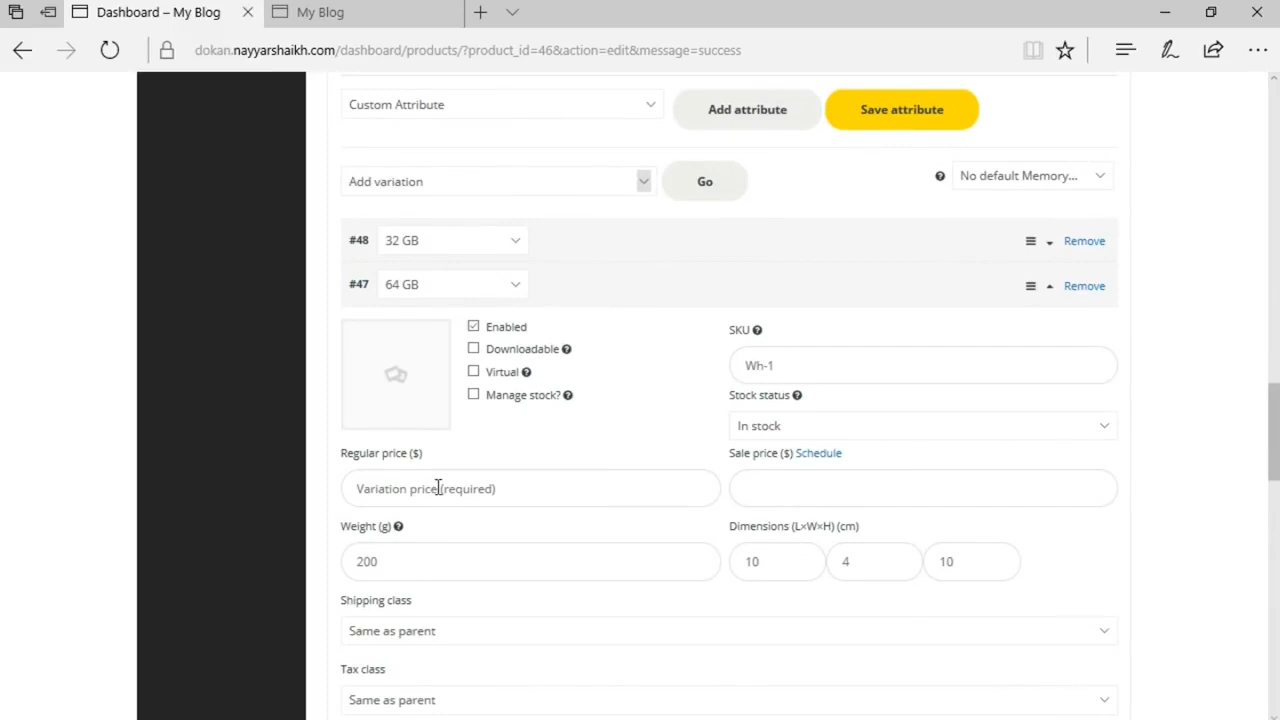 Dashboard – My Blog
My Blog
dokan.nayyarshaikh.com/dashboard/products/?product_id=46&action=edit&message=success
Custom Attribute
Add attribute
Save attribute
Add variation
Go
No default Memory...
#48
32 GB
Remove
#47
64 GB
Remove
Enabled
Downloadable
Virtual
Manage stock?
SKU
Wh-1
Stock status
In stock
Regular price ($)
Variation price (required)
Sale price ($) Schedule
Weight (g)
200
Dimensions (L×W×H) (cm)
10
4
10
Shipping class
Same as parent
Tax class
Same as parent